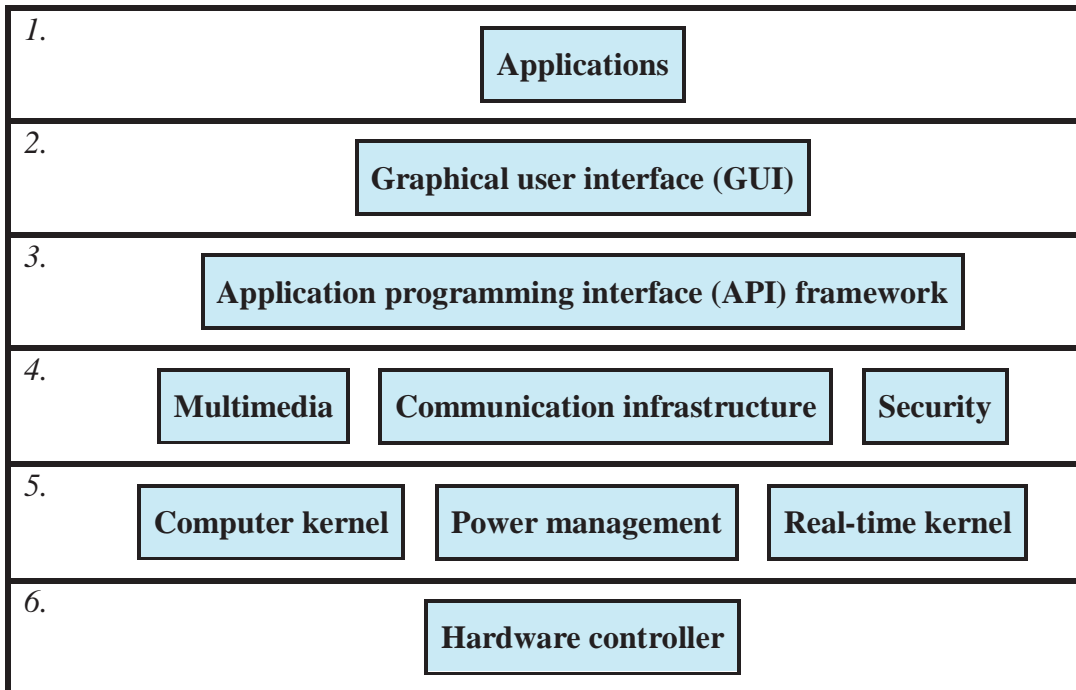 1.
Applications
2.
Graphical user interface (GUI)
3.
Application programming interface (API) framework
4.
Multimedia Communication infrastructure Security
5.
Computer kernel Power management Real-time kernel
6.
Hardware controller